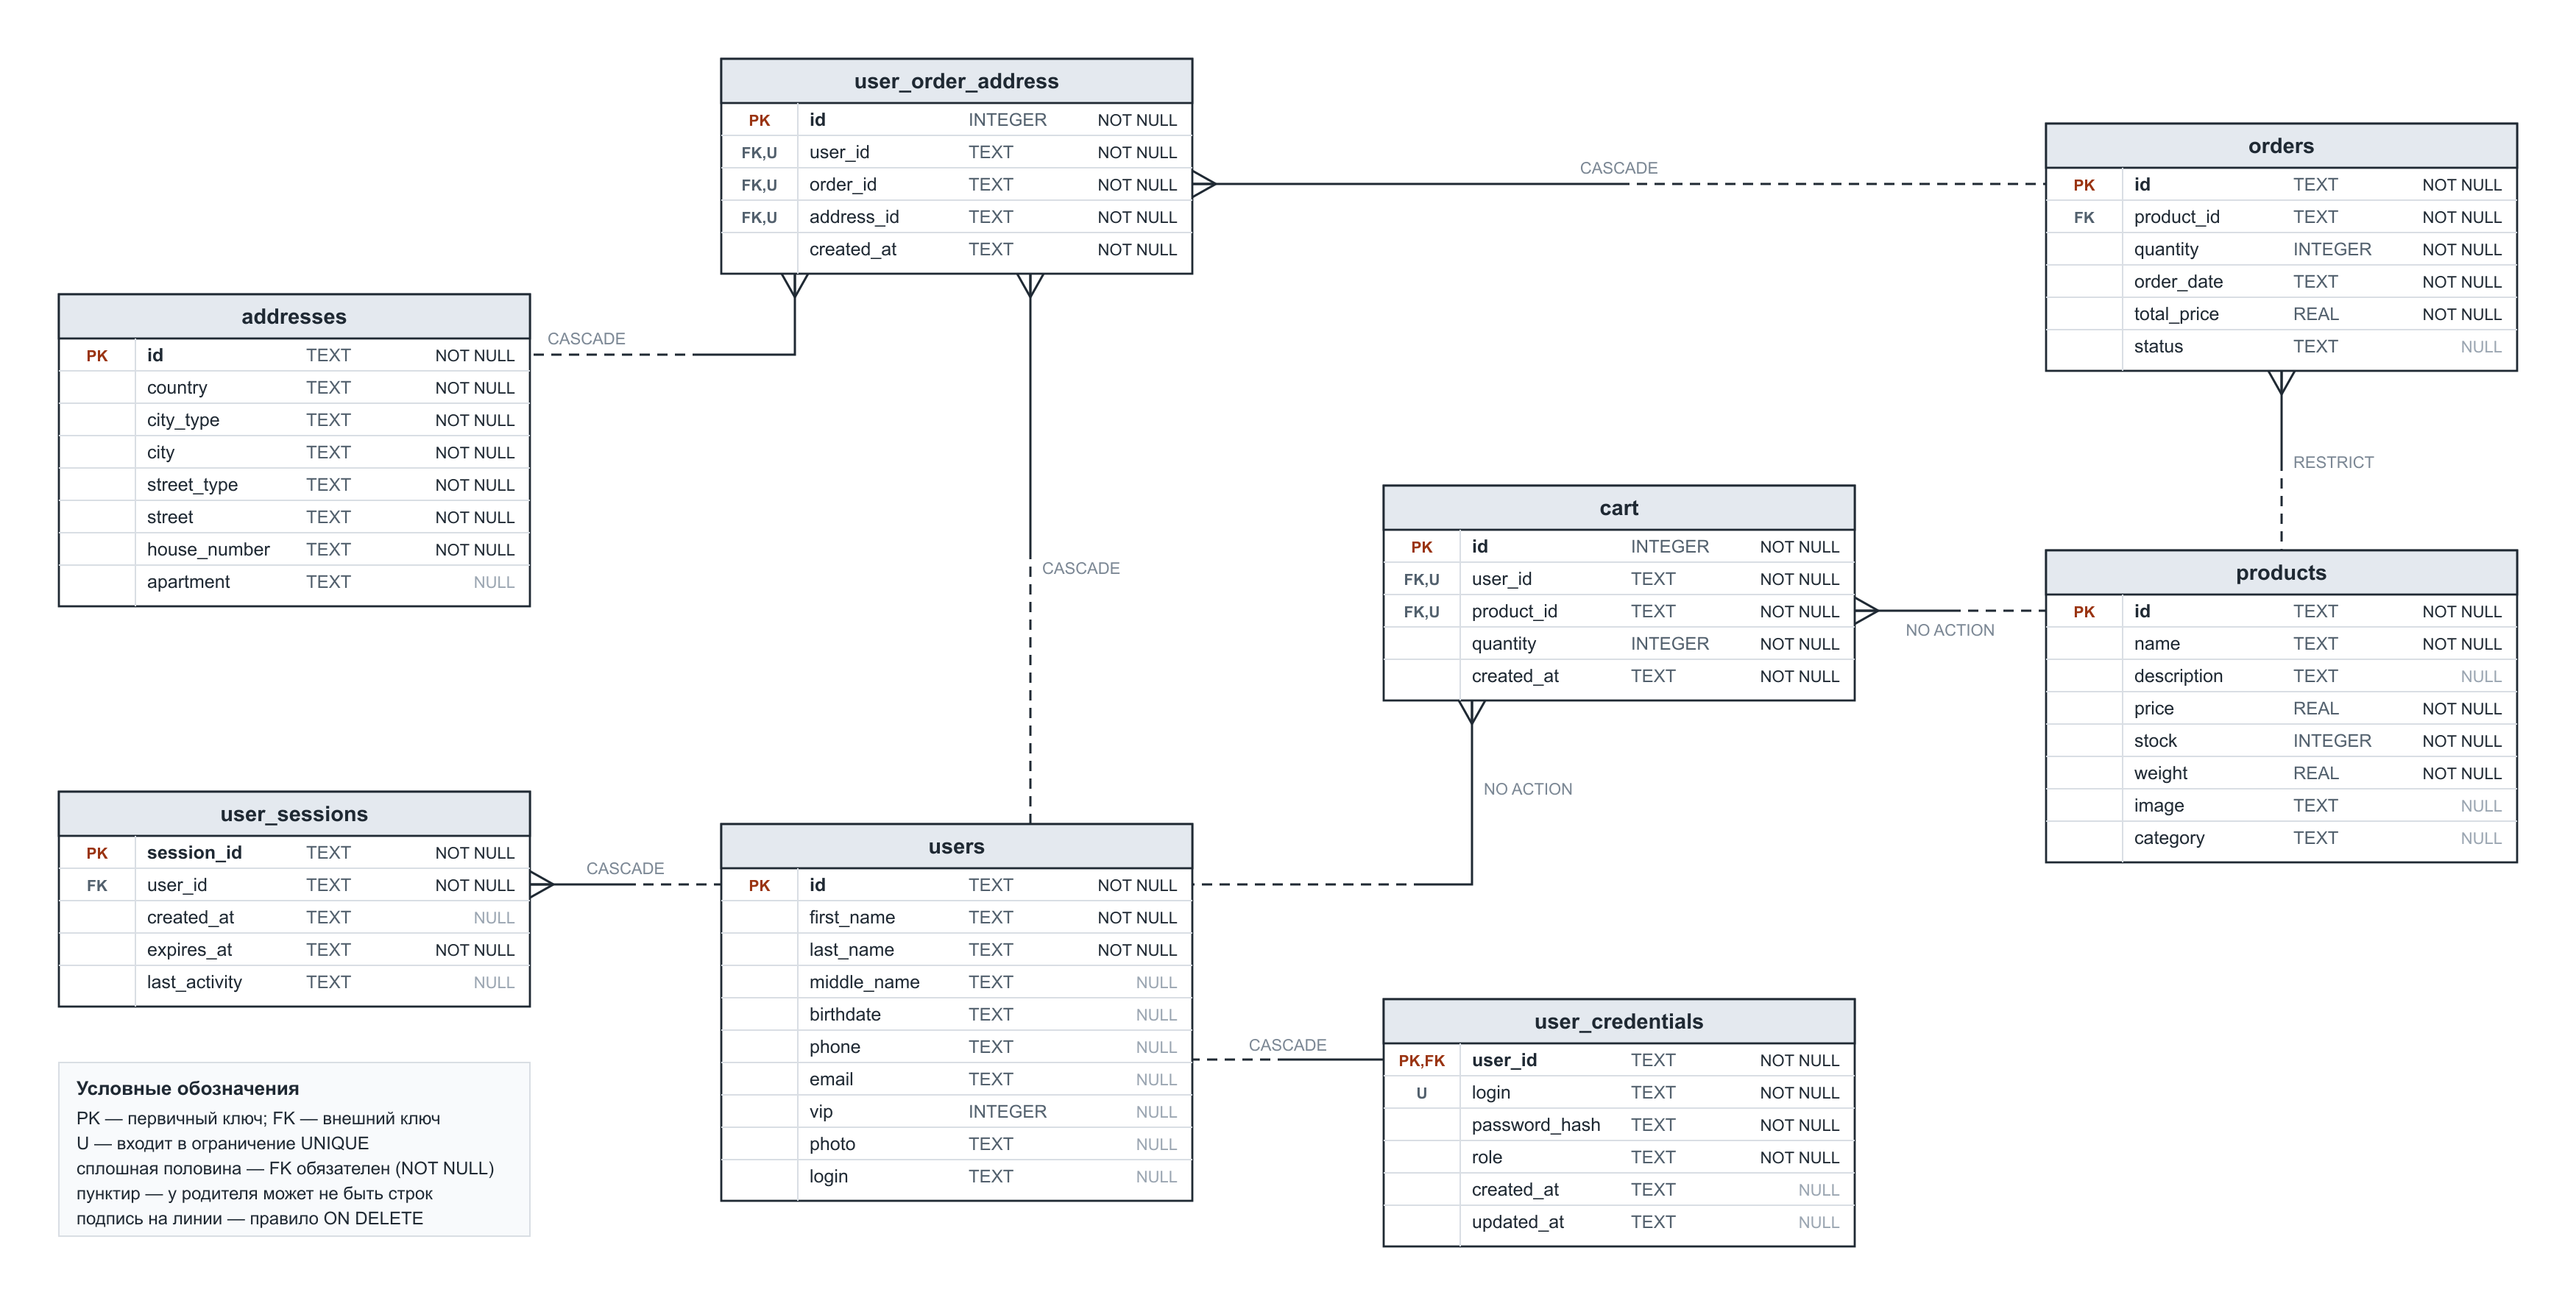 user_order_address
PK id INTEGER NOT NULL
FK,U user_id TEXT NOT NULL
FK,U order_id TEXT NOT NULL
FK,U address_id TEXT NOT NULL
created_at TEXT NOT NULL
CASCADE
orders
PK id TEXT NOT NULL
FK product_id TEXT NOT NULL
quantity INTEGER NOT NULL
order_date TEXT NOT NULL
total_price REAL NOT NULL
status TEXT NULL
addresses
PK id TEXT NOT NULL
country TEXT NOT NULL
city_type TEXT NOT NULL
city TEXT NOT NULL
street_type TEXT NOT NULL
street TEXT NOT NULL
house_number TEXT NOT NULL
apartment TEXT NULL
CASCADE
CASCADE
RESTRICT
cart
PK id INTEGER NOT NULL
FK,U user_id TEXT NOT NULL
FK,U product_id TEXT NOT NULL
quantity INTEGER NOT NULL
created_at TEXT NOT NULL
NO ACTION
products
PK id TEXT NOT NULL
name TEXT NOT NULL
description TEXT NULL
price REAL NOT NULL
stock INTEGER NOT NULL
weight REAL NOT NULL
image TEXT NULL
category TEXT NULL
NO ACTION
user_sessions
PK session_id TEXT NOT NULL
FK user_id TEXT NOT NULL
created_at TEXT NULL
expires_at TEXT NOT NULL
last_activity TEXT NULL
CASCADE
users
PK id TEXT NOT NULL
first_name TEXT NOT NULL
last_name TEXT NOT NULL
middle_name TEXT NULL
birthdate TEXT NULL
phone TEXT NULL
email TEXT NULL
vip INTEGER NULL
photo TEXT NULL
login TEXT NULL
CASCADE
user_credentials
PK,FK user_id TEXT NOT NULL
U login TEXT NOT NULL
password_hash TEXT NOT NULL
role TEXT NOT NULL
created_at TEXT NULL
updated_at TEXT NULL
Условные обозначения
PK — первичный ключ; FK — внешний ключ
U — входит в ограничение UNIQUE
сплошная половина — FK обязателен (NOT NULL)
пунктир — у родителя может не быть строк
подпись на линии — правило ON DELETE